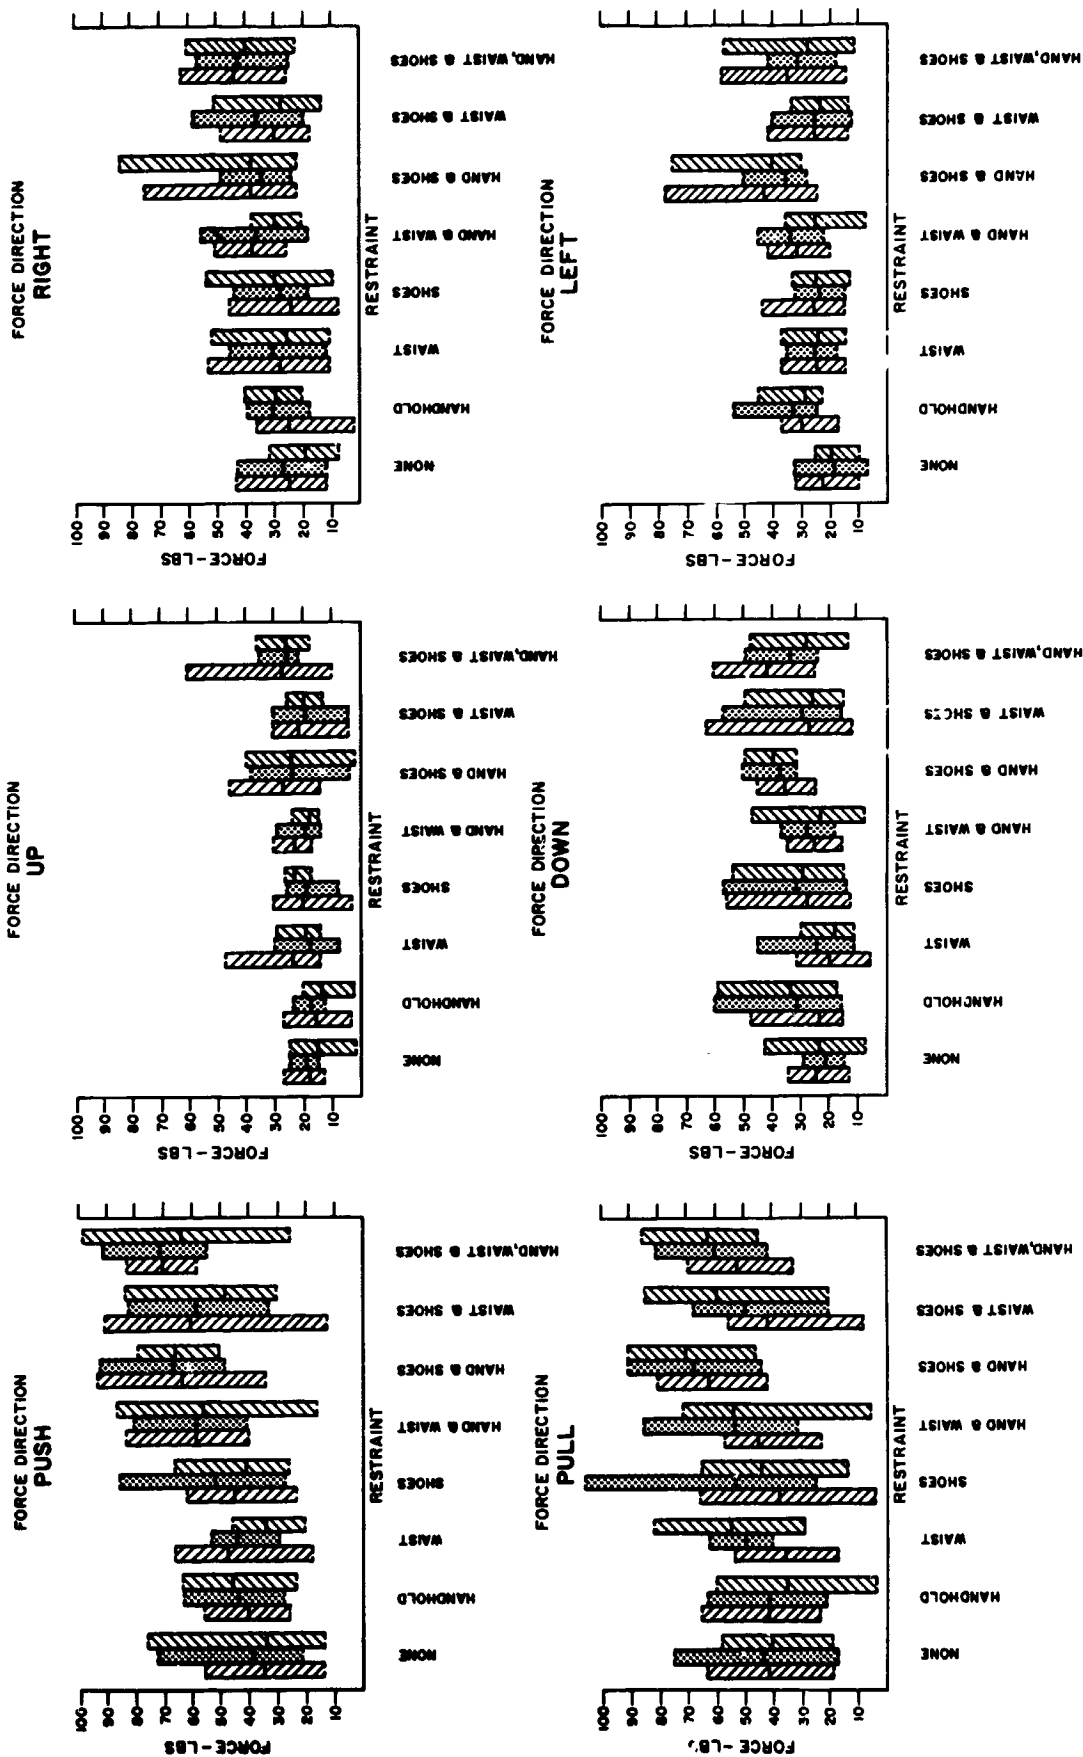 FORCE DIRECTION
PUSH
FORCE-LBS
100
90
80
70
60
50
40
30
20
10
NONE
HANDHOLD
WAIST
SHOES
HAND & WAIST
HAND & SHOES
WAIST & SHOES
HAND, WAIST & SHOES
RESTRAINT
FORCE DIRECTION
UP
FORCE-LBS
100
90
80
70
60
50
40
30
20
10
NONE
HANDHOLD
WAIST
SHOES
HAND & WAIST
HAND & SHOES
WAIST & SHOES
HAND, WAIST & SHOES
RESTRAINT
FORCE DIRECTION
RIGHT
FORCE-LBS
100
90
80
70
60
50
40
30
20
10
NONE
HANDHOLD
WAIST
SHOES
HAND & WAIST
HAND & SHOES
WAIST & SHOES
HAND, WAIST & SHOES
RESTRAINT
FORCE DIRECTION
PULL
FORCE-LBS
100
90
80
70
60
50
40
30
20
10
NONE
HANDHOLD
WAIST
SHOES
HAND & WAIST
HAND & SHOES
WAIST & SHOES
HAND, WAIST & SHOES
RESTRAINT
FORCE DIRECTION
DOWN
FORCE-LBS
100
90
80
70
60
50
40
30
20
10
NONE
HANDHOLD
WAIST
SHOES
HAND & WAIST
HAND & SHOES
WAIST & SHOES
HAND, WAIST & SHOES
RESTRAINT
FORCE DIRECTION
LEFT
FORCE-LBS
100
90
80
70
60
50
40
30
20
10
NONE
HANDHOLD
WAIST
SHOES
HAND & WAIST
HAND & SHOES
WAIST & SHOES
HAND, WAIST & SHOES
RESTRAINT